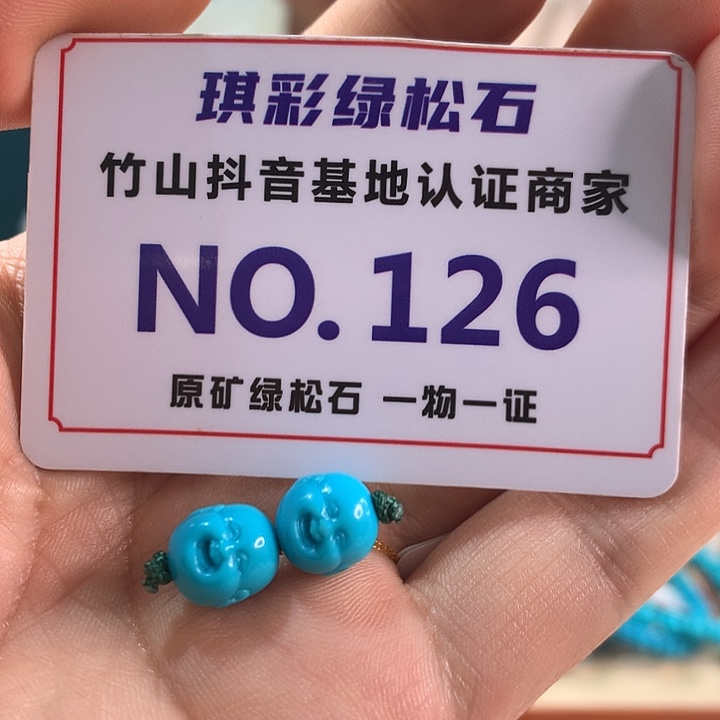 琪彩绿松石
竹山抖音基地认证商家
NO.126
原矿绿松石 一物一证